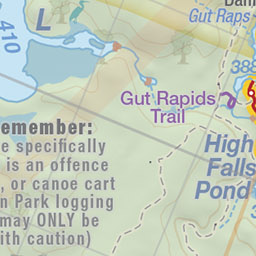 Gut Raps
410
L
388
Gut Rapids
Trail
emember:
e specifically
is an offence
, or canoe cart
n Park logging
may ONLY be
ith caution)
High
Falls
Pond